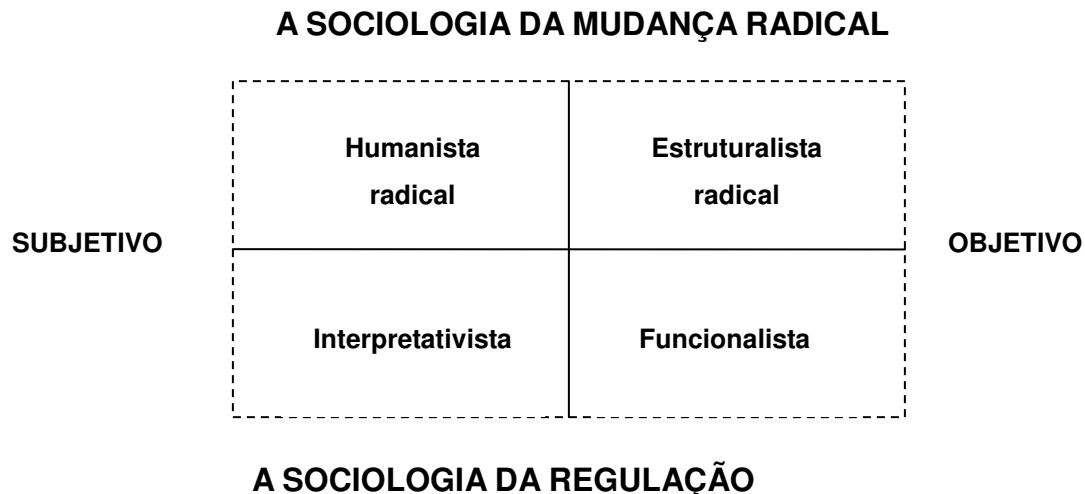 A SOCIOLOGIA DA MUDANÇA RADICAL
Humanista
radical
Estruturalista
radical
SUBJETIVO
OBJETIVO
Interpretativista
Funcionalista
A SOCIOLOGIA DA REGULAÇÃO